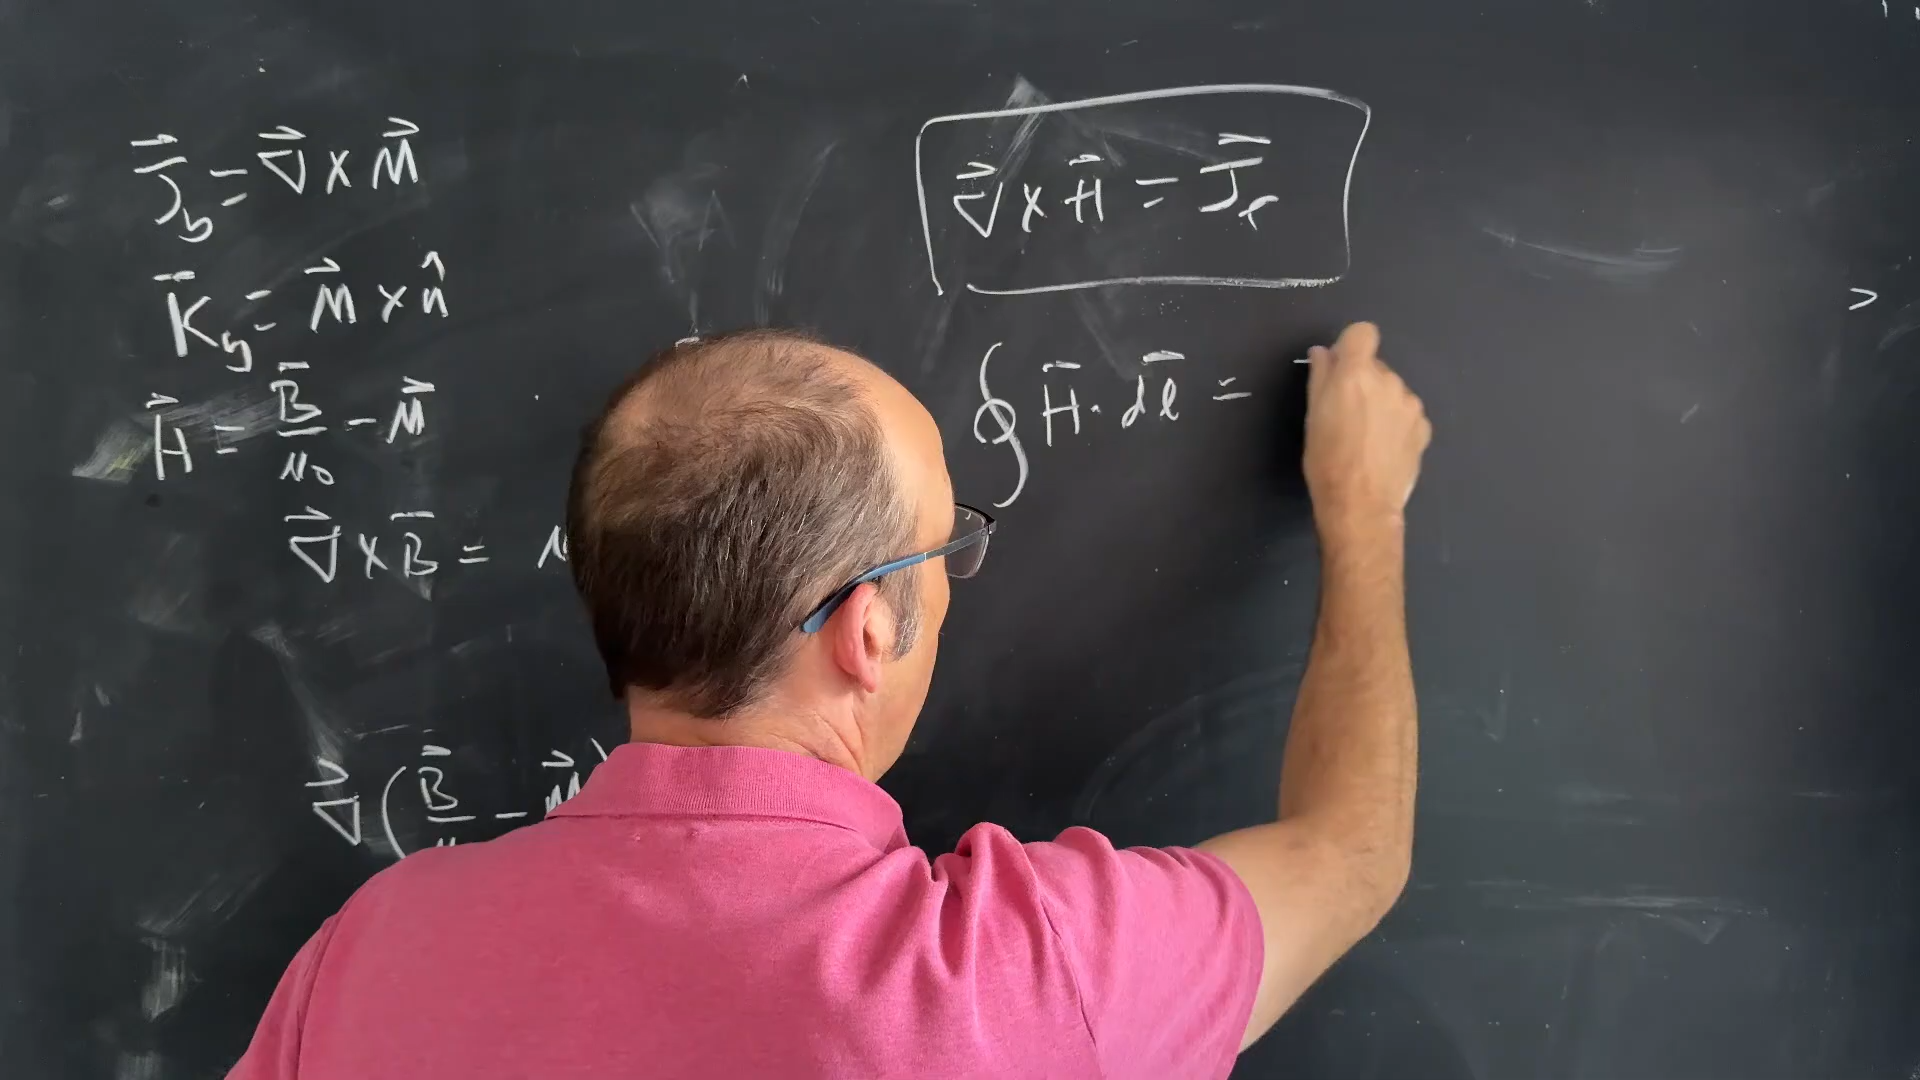 J⃗_b = ∇⃗ × M⃗
K⃗_b = M⃗ × n̂
H⃗ = B⃗/μ₀ − M⃗
∇⃗ × B⃗ =
∇⃗ ( B⃗ − M⃗
∇⃗ × H⃗ = J⃗_f
∮ H⃗ · dℓ⃗ =